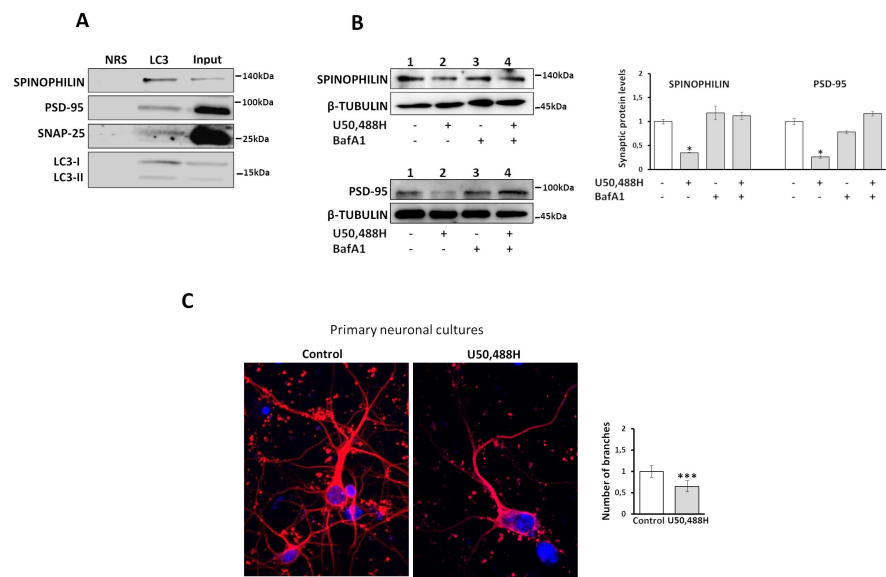 A
NRS LC3 Input
SPINOPHILIN 140kDa
PSD-95 100kDa
SNAP-25 25kDa
LC3-I
LC3-II 15kDa
B
1 2 3 4
SPINOPHILIN 140kDa
β-TUBULIN 45kDa
U50,488H - + - +
BafA1 - - + +
1 2 3 4
PSD-95 100kDa
β-TUBULIN 45kDa
U50,488H - + - +
BafA1 - - + +
Synaptic protein levels
2
1,5
1
0,5
0
SPINOPHILIN PSD-95
* *
U50,488H - + - + - + - +
BafA1 - - + + - - + +
C
Primary neuronal cultures
Control U50,488H
Number of branches
2
1,5
1
0,5
0
***
Control U50,488H